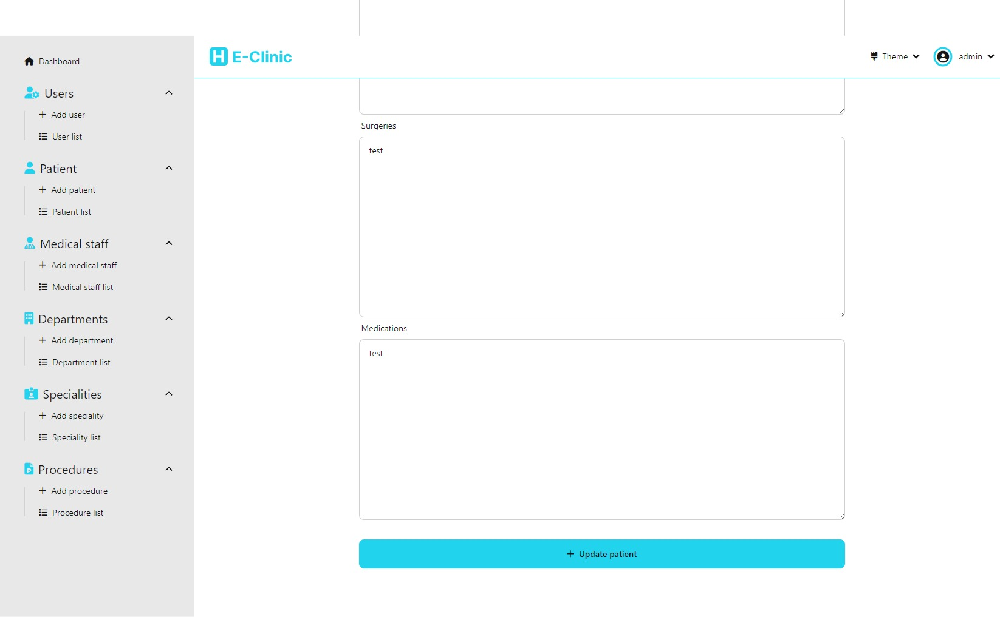 Dashboard
Users
Add user
User list
Patient
Add patient
Patient list
Medical staff
Add medical staff
Medical staff list
Departments
Add department
Department list
Specialities
Add speciality
Speciality list
Procedures
Add procedure
Procedure list
H E-Clinic
Theme
admin
Surgeries
test
Medications
test
Update patient